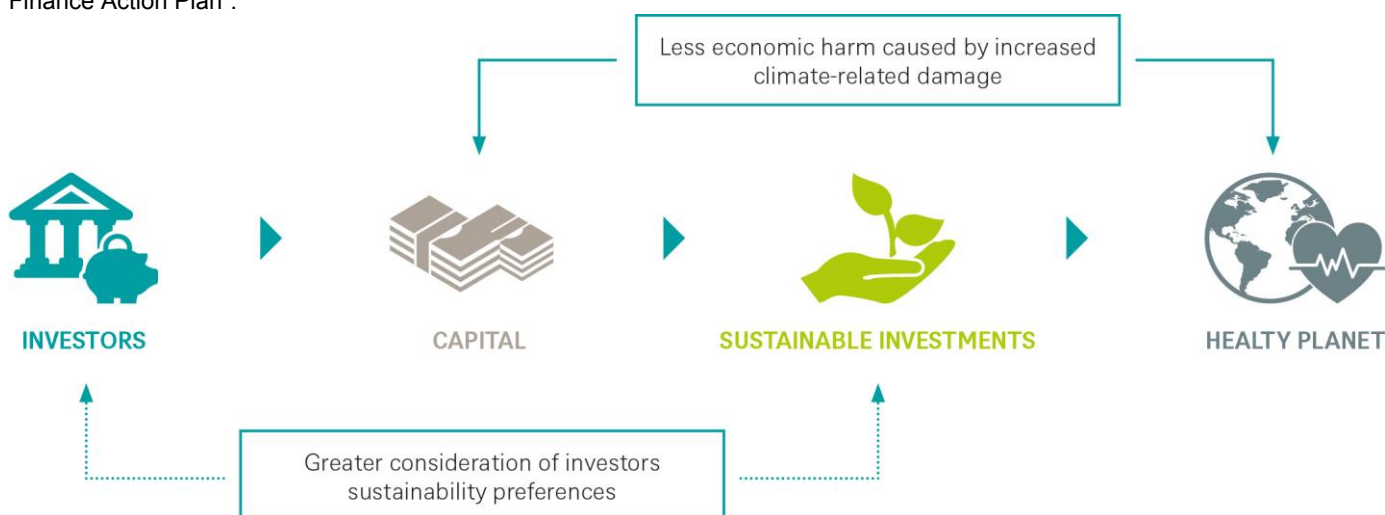 Finance Action Plan".
Less economic harm caused by increased
climate-related damage
INVESTORS
CAPITAL
SUSTAINABLE INVESTMENTS
HEALTY PLANET
Greater consideration of investors
sustainability preferences